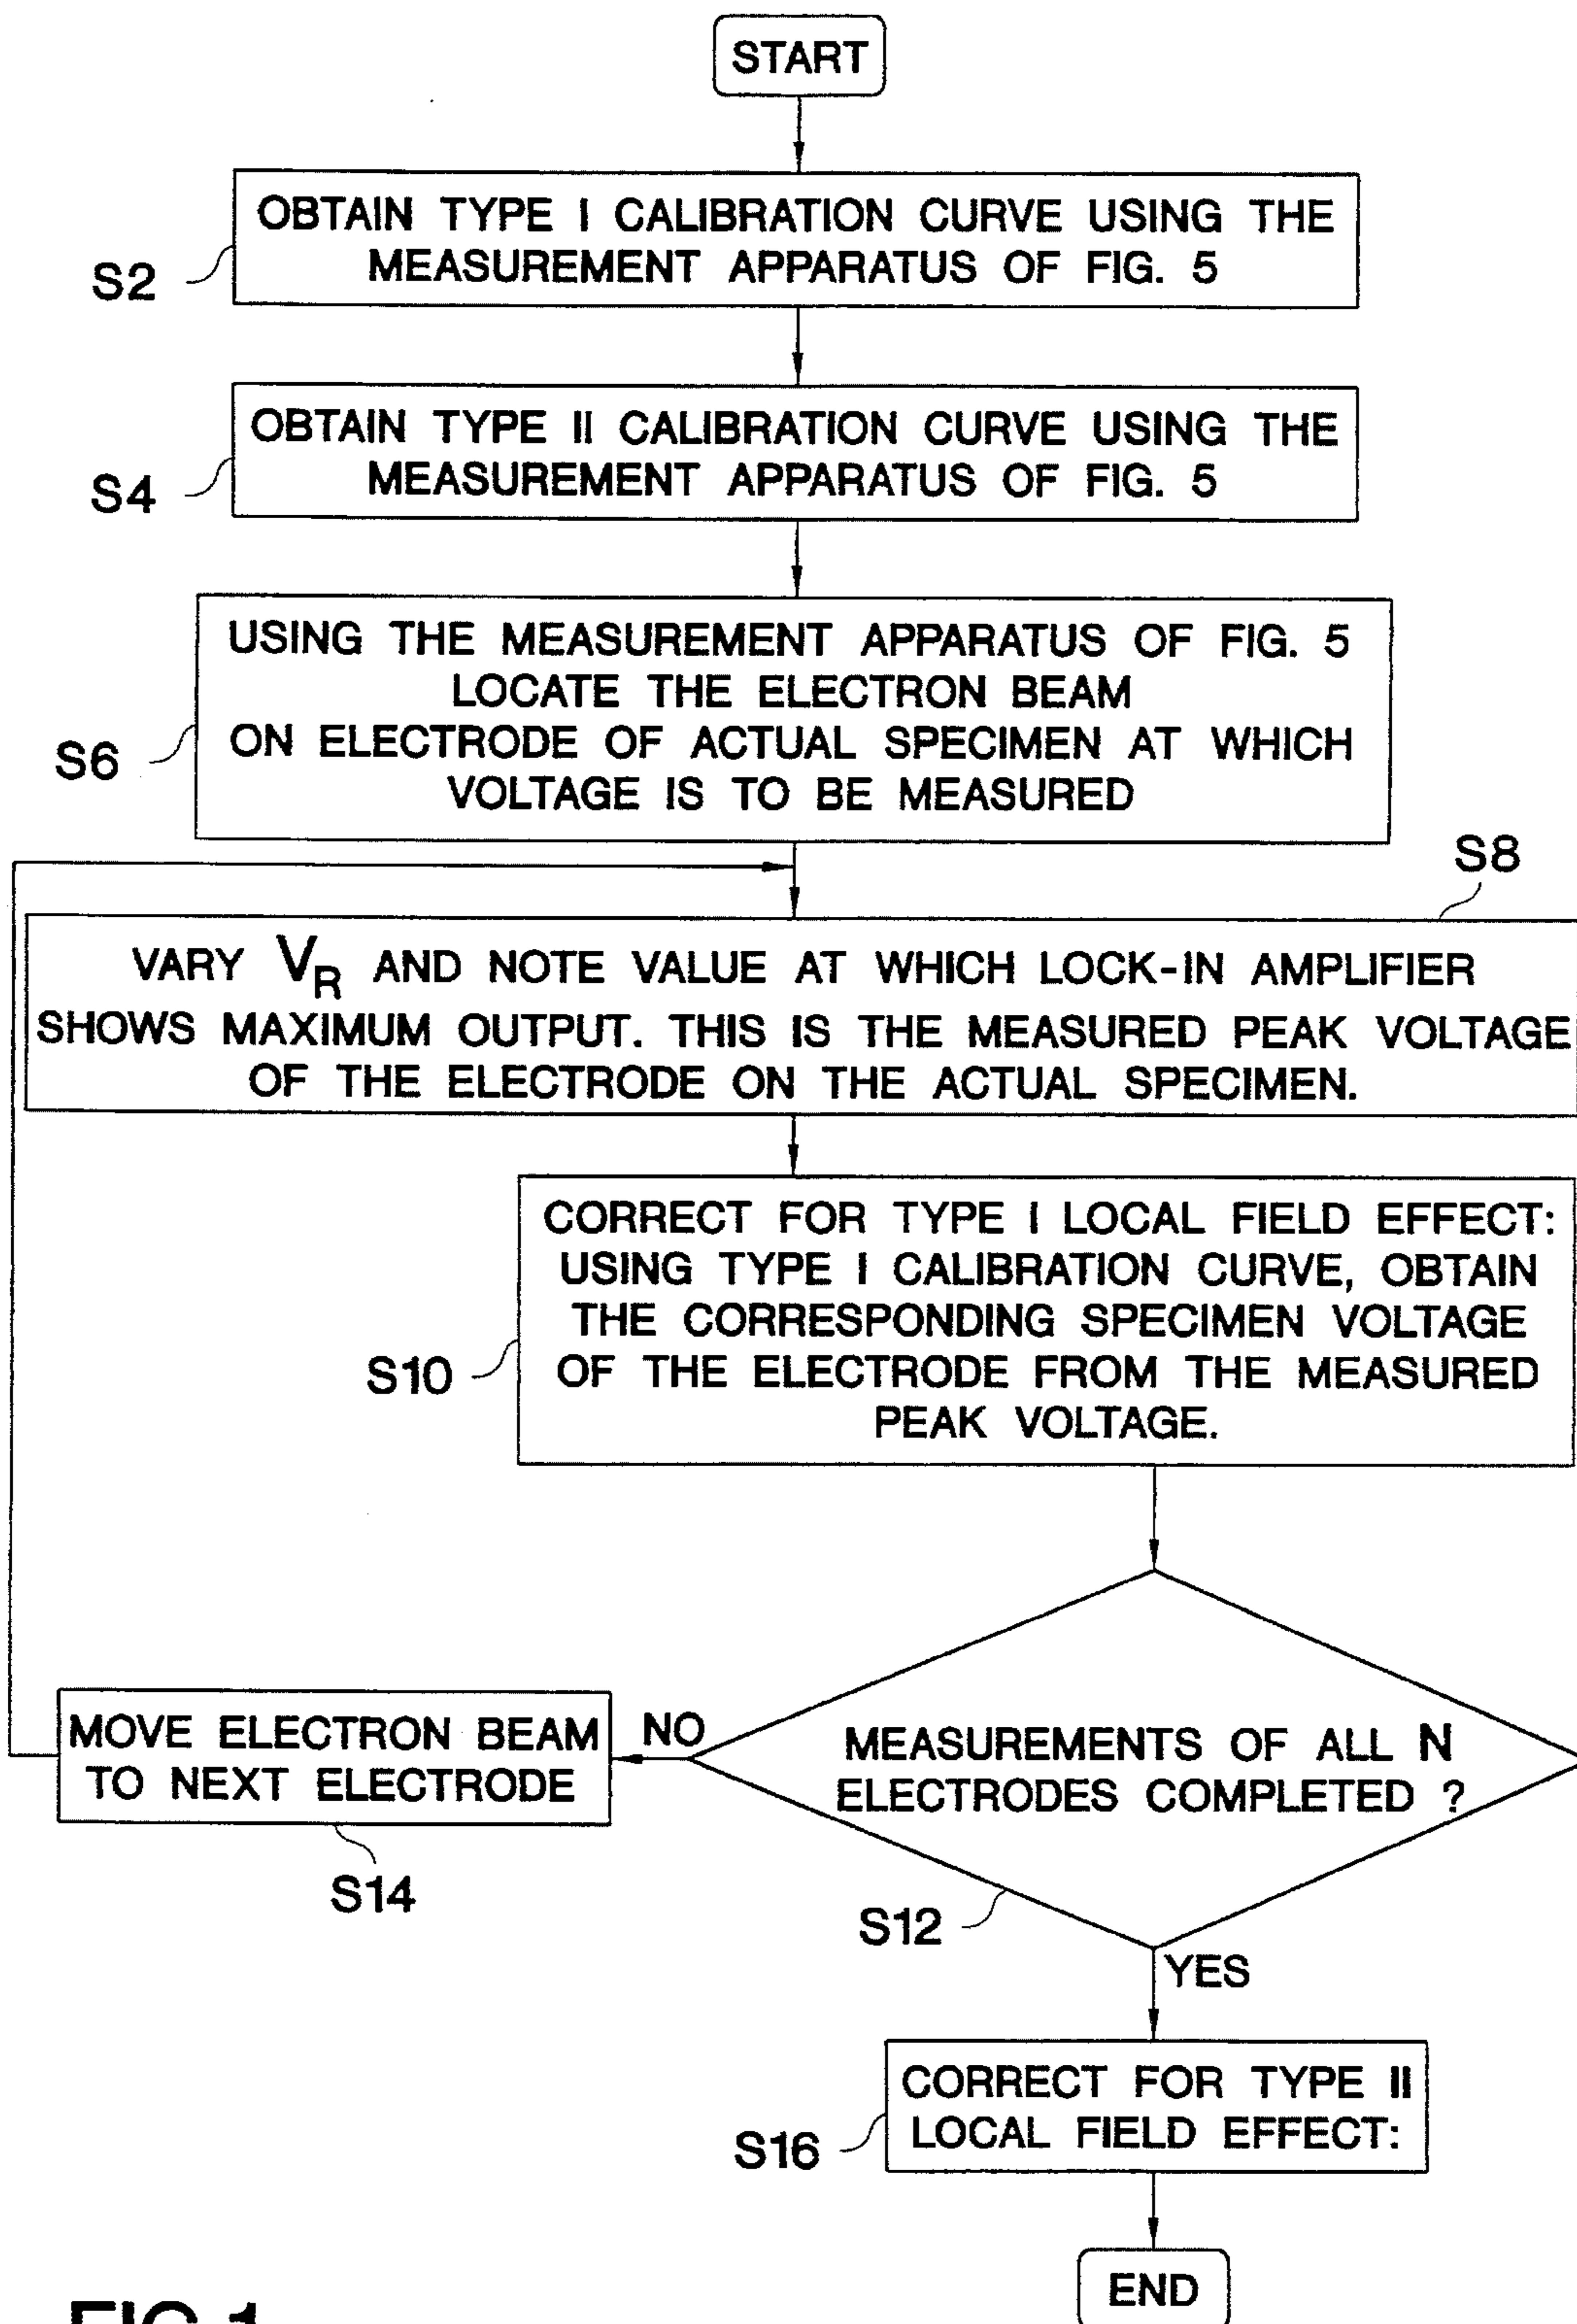 START
OBTAIN TYPE I CALIBRATION CURVE USING THE
MEASUREMENT APPARATUS OF FIG. 5
S2
OBTAIN TYPE II CALIBRATION CURVE USING THE
MEASUREMENT APPARATUS OF FIG. 5
S4
USING THE MEASUREMENT APPARATUS OF FIG. 5
LOCATE THE ELECTRON BEAM
ON ELECTRODE OF ACTUAL SPECIMEN AT WHICH
VOLTAGE IS TO BE MEASURED
S6
S8
VARY VR AND NOTE VALUE AT WHICH LOCK-IN AMPLIFIER
SHOWS MAXIMUM OUTPUT. THIS IS THE MEASURED PEAK VOLTAGE
OF THE ELECTRODE ON THE ACTUAL SPECIMEN.
CORRECT FOR TYPE I LOCAL FIELD EFFECT:
USING TYPE I CALIBRATION CURVE, OBTAIN
THE CORRESPONDING SPECIMEN VOLTAGE
OF THE ELECTRODE FROM THE MEASURED
PEAK VOLTAGE.
S10
MOVE ELECTRON BEAM
TO NEXT ELECTRODE
S14
NO
MEASUREMENTS OF ALL N
ELECTRODES COMPLETED ?
S12
YES
CORRECT FOR TYPE II
LOCAL FIELD EFFECT:
S16
END
FIG.1